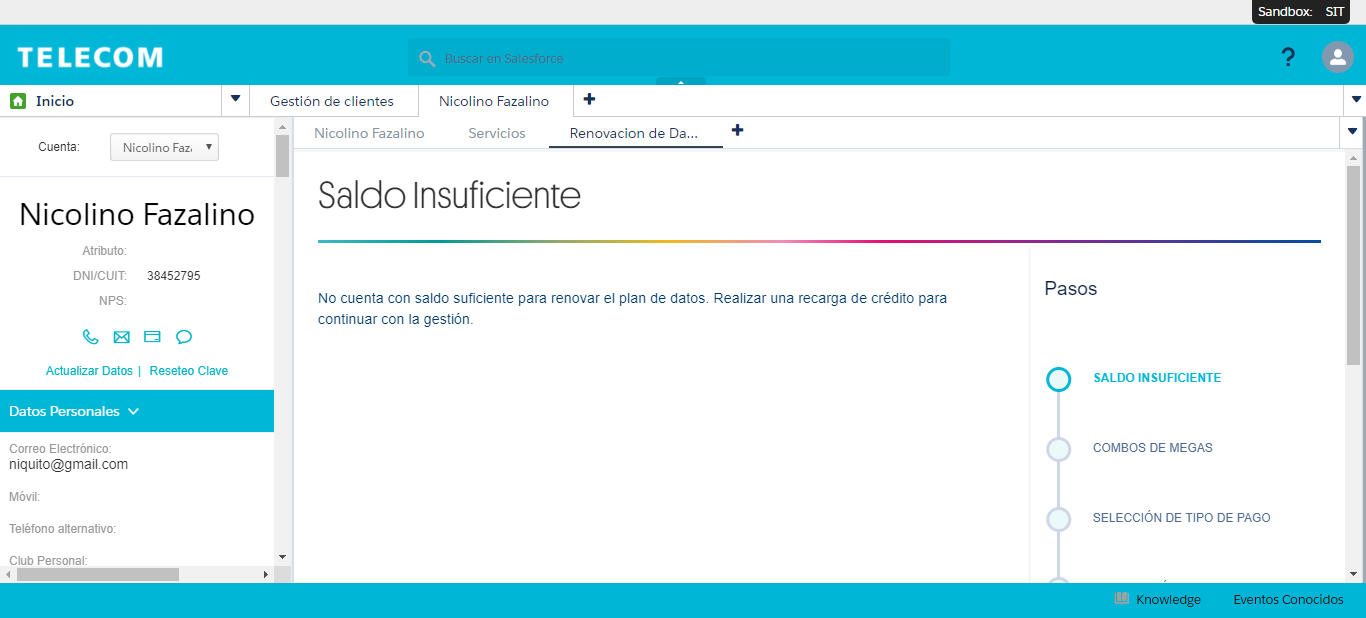 Sandbox: SIT
TELECOM
Buscar en Salesforce
?
Inicio
Gestión de clientes
Nicolino Fazalino
Cuenta:
Nicolino Faza
Nicolino Fazalino
Servicios
Renovacion de Da...
Nicolino Fazalino
Atributo:
DNI/CUIT: 38452795
NPS:
Actualizar Datos | Reseteo Clave
Datos Personales
Correo Electrónico:
niquito@gmail.com
Móvil:
Teléfono alternativo:
Club Personal:
Saldo Insuficiente
No cuenta con saldo suficiente para renovar el plan de datos. Realizar una recarga de crédito para
continuar con la gestión.
Pasos
SALDO INSUFICIENTE
COMBOS DE MEGAS
SELECCIÓN DE TIPO DE PAGO
Knowledge
Eventos Conocidos